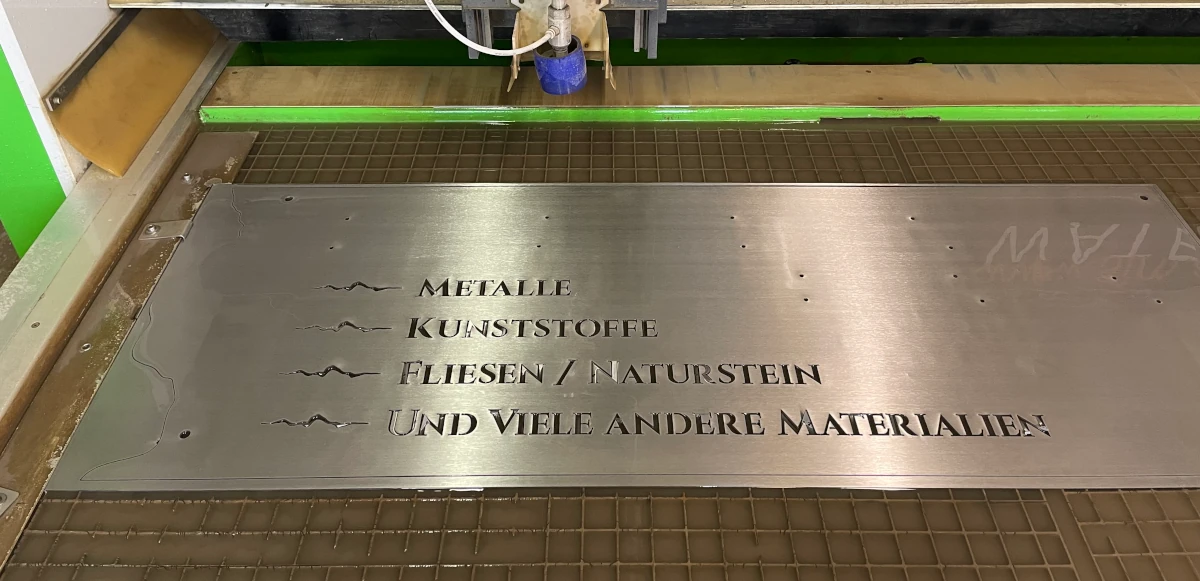 Metalle
Kunststoffe
Fliesen / Naturstein
Und Viele andere Materialien